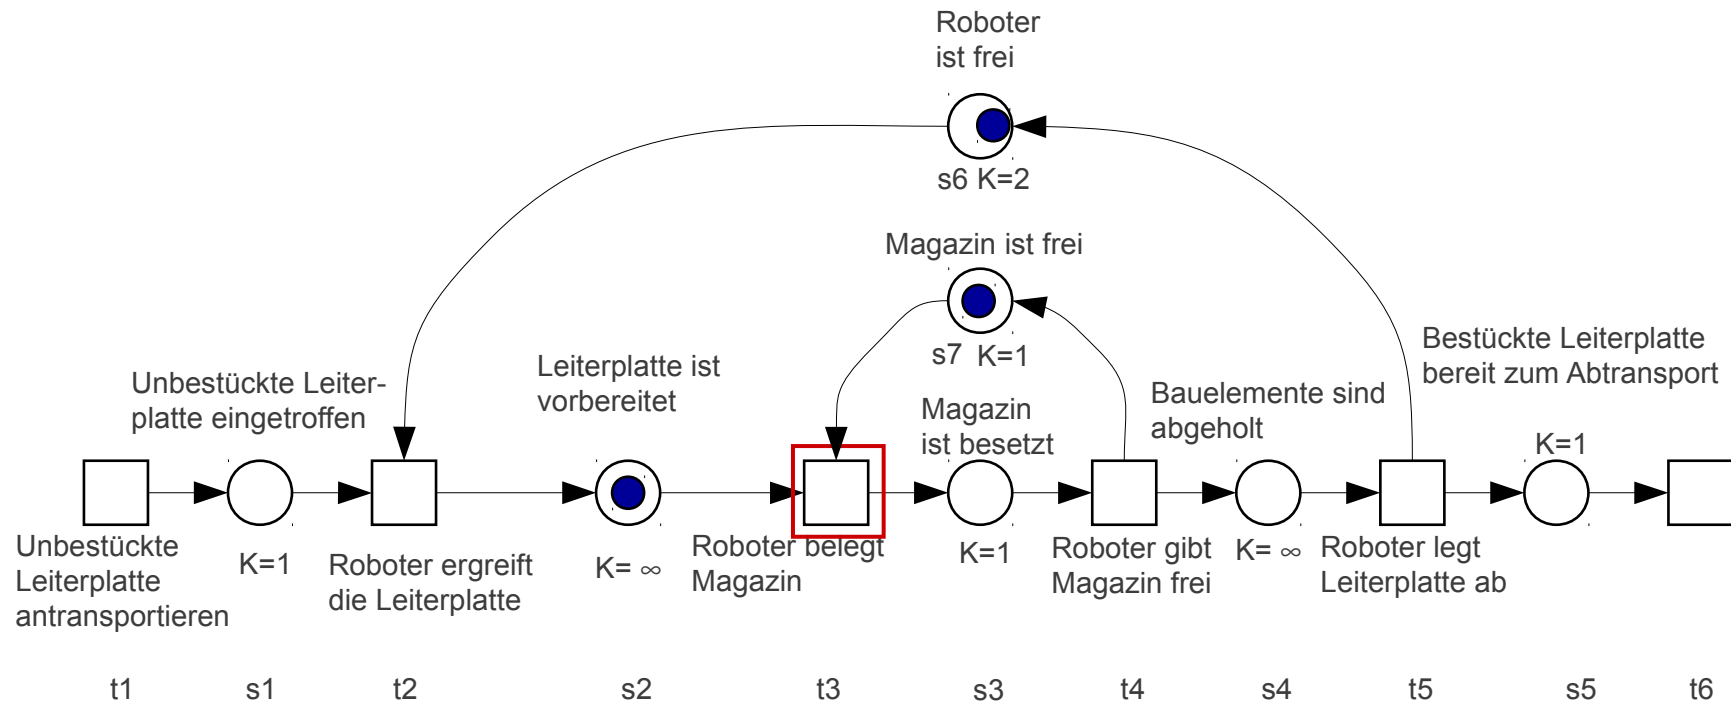 Roboter
ist frei
s6 K=2
Magazin ist frei
s7 K=1
Bestückte Leiterplatte
bereit zum Abtransport
Leiterplatte ist
vorbereitet
Unbestückte Leiter-
platte eingetroffen
Magazin
ist besetzt
Bauelemente sind
abgeholt
K=1
Unbestückte
Leiterplatte
antransportieren
K=1
Roboter ergreift
die Leiterplatte
K= ∞
Roboter belegt
Magazin
K=1
Roboter gibt
Magazin frei
K= ∞
Roboter legt
Leiterplatte ab
t1 s1 t2 s2 t3 s3 t4 s4 t5 s5 t6